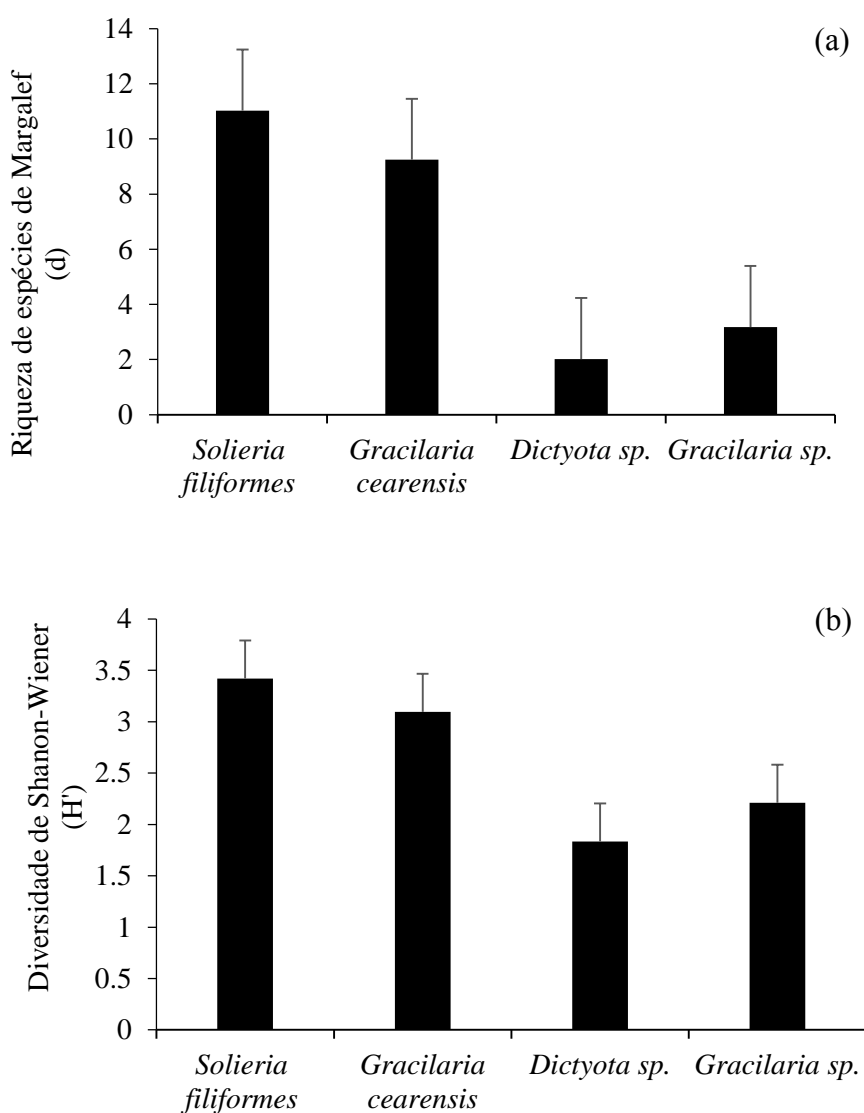 (a)
Riqueza de espécies de Margalef
(d)
14
12
10
8
6
4
2
0
Solieria
filiformes
Gracilaria
cearensis
Dictyota sp.
Gracilaria sp.
(b)
Diversidade de Shanon-Wiener
(H')
4
3.5
3
2.5
2
1.5
1
0.5
0
Solieria
filiformes
Gracilaria
cearensis
Dictyota sp.
Gracilaria sp.